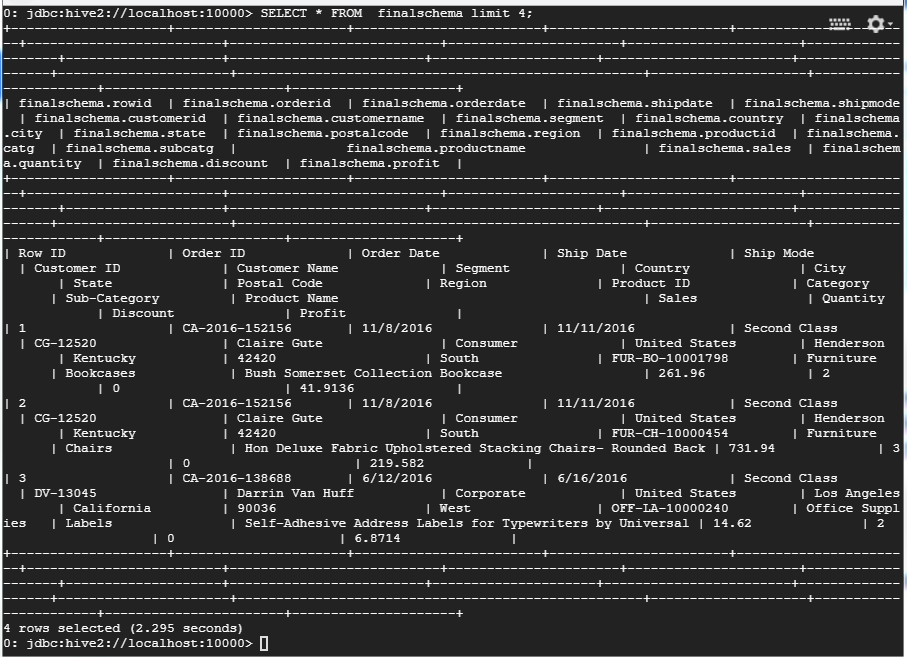 0: jdbc:hive2://localhost:10000> SELECT * FROM  finalschema limit 4;
| finalschema.rowid  | finalschema.orderid  | finalschema.orderdate  | finalschema.shipdate  | finalschema.shipmode
  | finalschema.customerid  | finalschema.customername  | finalschema.segment  | finalschema.country  | finalschema
.city  | finalschema.state  | finalschema.postalcode  | finalschema.region  | finalschema.productid  | finalschema.
catg  | finalschema.subcatg  |              finalschema.productname               | finalschema.sales  | finalschem
a.quantity  | finalschema.discount  | finalschema.profit  |
| Row ID             | Order ID             | Order Date             | Ship Date             | Ship Mode
  | Customer ID             | Customer Name             | Segment              | Country              | City
       | State              | Postal Code             | Region              | Product ID             | Category
      | Sub-Category         | Product Name                                       | Sales              | Quantity
            | Discount              | Profit              |
| 1                  | CA-2016-152156       | 11/8/2016              | 11/11/2016            | Second Class
  | CG-12520                | Claire Gute               | Consumer             | United States        | Henderson
       | Kentucky           | 42420                   | South               | FUR-BO-10001798        | Furniture
      | Bookcases            | Bush Somerset Collection Bookcase                  | 261.96             | 2
            | 0                     | 41.9136             |
| 2                  | CA-2016-152156       | 11/8/2016              | 11/11/2016            | Second Class
  | CG-12520                | Claire Gute               | Consumer             | United States        | Henderson
       | Kentucky           | 42420                   | South               | FUR-CH-10000454        | Furniture
      | Chairs               | Hon Deluxe Fabric Upholstered Stacking Chairs- Rounded Back | 731.94             | 3
                     | 0                     | 219.582             |
| 3                  | CA-2016-138688       | 6/12/2016              | 6/16/2016             | Second Class
  | DV-13045                | Darrin Van Huff           | Corporate            | United States        | Los Angeles
       | California         | 90036                   | West                | OFF-LA-10000240        | Office Suppl
ies   | Labels               | Self-Adhesive Address Labels for Typewriters by Universal | 14.62              | 2
                   | 0                     | 6.8714              |
4 rows selected (2.295 seconds)
0: jdbc:hive2://localhost:10000>